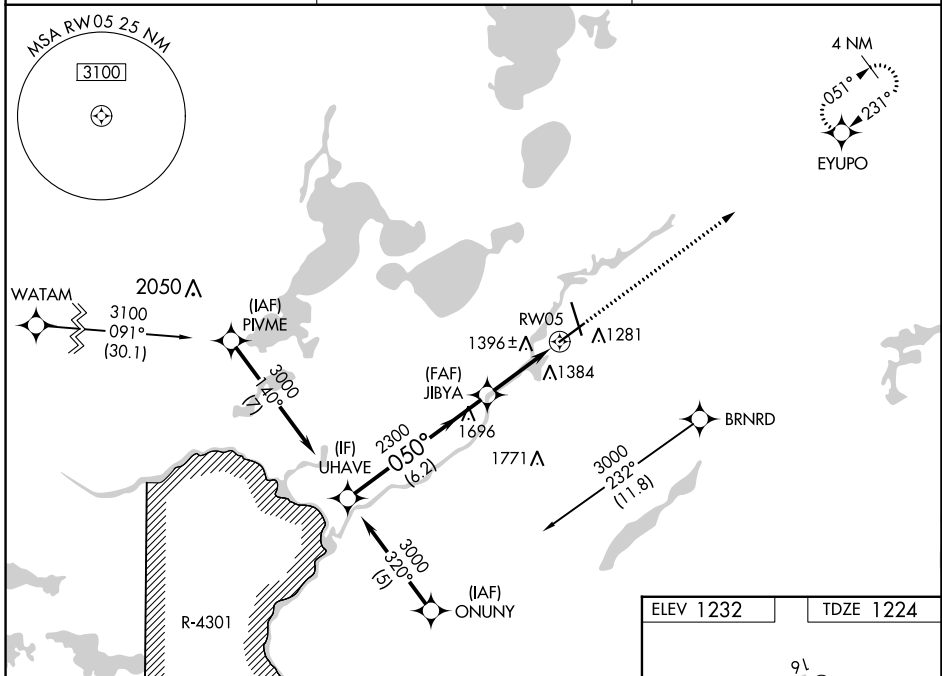 MSA RW05 25 NM
3100
4 NM
051°
231°
EYUPO
WATAM
3100
091°
(30.1)
2050
(IAF)
PIVME
3000
140°
(7)
RW05
1396±
1281
1384
(FAF)
JIBYA
1696
1771
2300
050°
(6.2)
(IF)
UHAVE
BRNRD
3000
232°
(11.8)
3000
320°
(5)
(IAF)
ONUNY
R-4301
ELEV 1232
TDZE 1224
16